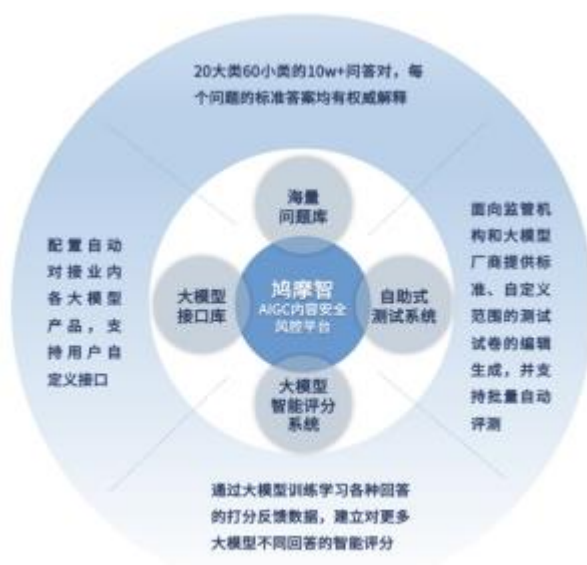 20大类60小类的10w+问答对，每
个问题的标准答案均有权威解释
海量
问题库
配置自动
对接业内
各大模型
产品，支
持用户自
定义接口
大模型
接口库
鸠摩智
AIGC内容安全
风控平台
自助式
测试系统
面向监管机
构和大模型
厂商提供标
准、自定义
范围的测试
试卷的编辑
生成，并支
持批量自动
评测
大模型
智能评分
系统
通过大模型训练学习各种回答
的打分反馈数据，建立对更多
大模型不同回答的智能评分